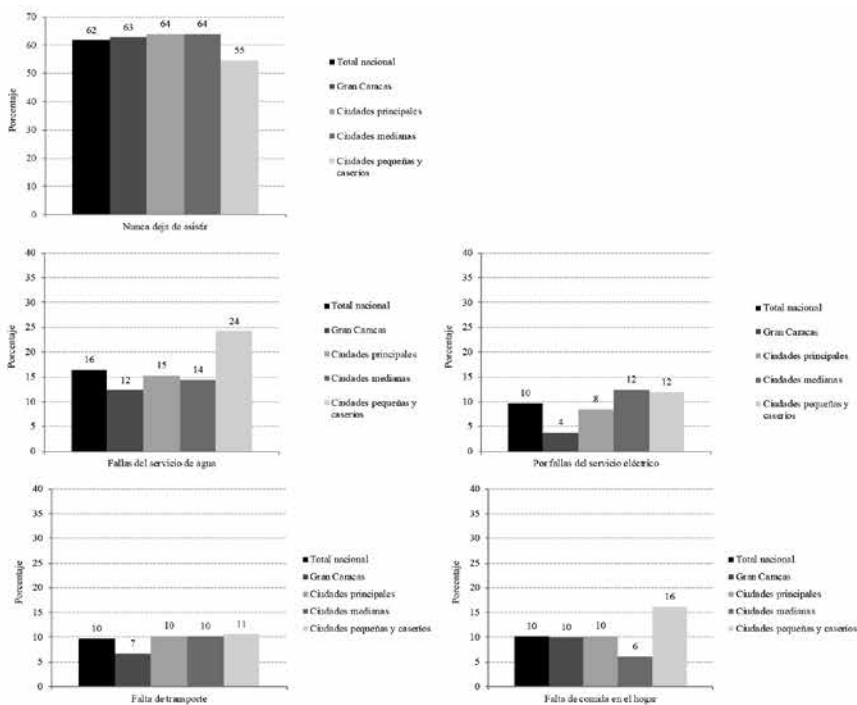 Porcentaje
70
60
50
40
30
20
10
0
62
63
64
64
55
Nunca deja de asistir
Total nacional
Gran Caracas
Ciudades principales
Ciudades medianas
Ciudades pequeñas y
caseríos
Porcentaje
40
35
30
25
20
15
10
5
0
16
12
15
14
24
Fallas del servicio de agua
Total nacional
Gran Caracas
Ciudades principales
Ciudades medianas
Ciudades pequeñas y
caseríos
Porcentaje
40
35
30
25
20
15
10
5
0
10
4
8
12
12
Por fallas del servicio eléctrico
Total nacional
Gran Caracas
Ciudades principales
Ciudades medianas
Ciudades pequeñas y
caseríos
Porcentaje
40
35
30
25
20
15
10
5
0
10
7
10
10
11
Falta de transporte
Total nacional
Gran Caracas
Ciudades principales
Ciudades medianas
Ciudades pequeñas y caseríos
Porcentaje
40
35
30
25
20
15
10
5
0
10
10
10
6
16
Falta de comida en el hogar
Total nacional
Gran Caracas
Ciudades principales
Ciudades medianas
Ciudades pequeñas y caseríos